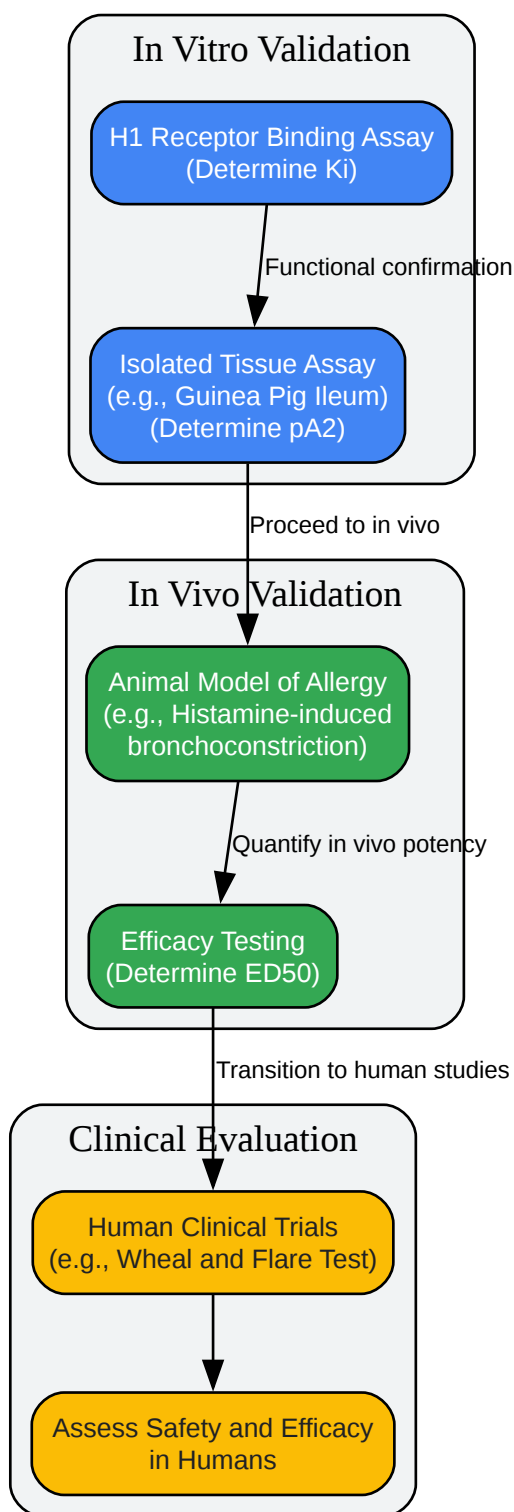 In Vitro Validation
H1 Receptor Binding Assay
(Determine Ki)
Functional confirmation
Isolated Tissue Assay
(e.g., Guinea Pig Ileum)
(Determine pA2)
Proceed to in vivo
In Vivo Validation
Animal Model of Allergy
(e.g., Histamine-induced
bronchoconstriction)
Quantify in vivo potency
Efficacy Testing
(Determine ED50)
Transition to human studies
Clinical Evaluation
Human Clinical Trials
(e.g., Wheal and Flare Test)
Assess Safety and Efficacy
in Humans